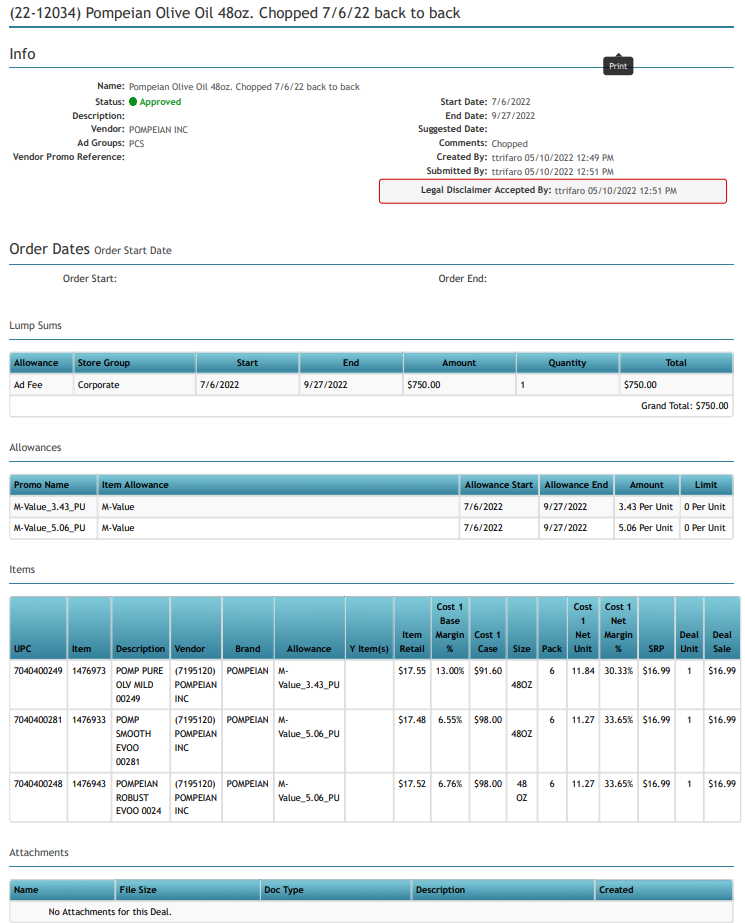 (22-12034) Pompeian Olive Oil 48oz. Chopped 7/6/22 back to back
Info
Print
Name: Pompeian Olive Oil 48oz. Chopped 7/6/22 back to back
Status: Approved Start Date: 7/6/2022
Description: End Date: 9/27/2022
Vendor: POMPEIAN INC Suggested Date:
Ad Groups: PCS Comments: Chopped
Vendor Promo Reference: Created By: ttrifaro 05/10/2022 12:49 PM
Submitted By: ttrifaro 05/10/2022 12:51 PM
Legal Disclaimer Accepted By: ttrifaro 05/10/2022 12:51 PM
Order Dates Order Start Date
Order Start: Order End:
Lump Sums
Allowance Store Group Start End Amount Quantity Total
Ad Fee Corporate 7/6/2022 9/27/2022 $750.00 1 $750.00
Grand Total: $750.00
Allowances
Promo Name Item Allowance Allowance Start Allowance End Amount Limit
M-Value_3.43_PU M-Value 7/6/2022 9/27/2022 3.43 Per Unit 0 Per Unit
M-Value_5.06_PU M-Value 7/6/2022 9/27/2022 5.06 Per Unit 0 Per Unit
Items
Cost 1 Cost Cost 1
Base 1 Net
Item Margin Cost 1 Net Margin Deal Deal
UPC Item Description Vendor Brand Allowance Y Item(s) Retail % Case Size Pack Unit % SRP Unit Sale
7040400249 1476973 POMP PURE (7195120) POMPEIAN M- $17.55 13.00% $91.60 6 11.84 30.33% $16.99 1 $16.99
OLV MILD POMPEIAN Value_3.43_PU 48OZ
00249 INC
7040400281 1476933 POMP (7195120) POMPEIAN M- $17.48 6.55% $98.00 6 11.27 33.65% $16.99 1 $16.99
SMOOTH POMPEIAN Value_5.06_PU 48OZ
EVOO INC
00281
7040400248 1476943 POMPEIAN (7195120) POMPEIAN M- $17.52 6.76% $98.00 48 6 11.27 33.65% $16.99 1 $16.99
ROBUST POMPEIAN Value_5.06_PU OZ
EVOO 0024 INC
Attachments
Name File Size Doc Type Description Created
No Attachments for this Deal.